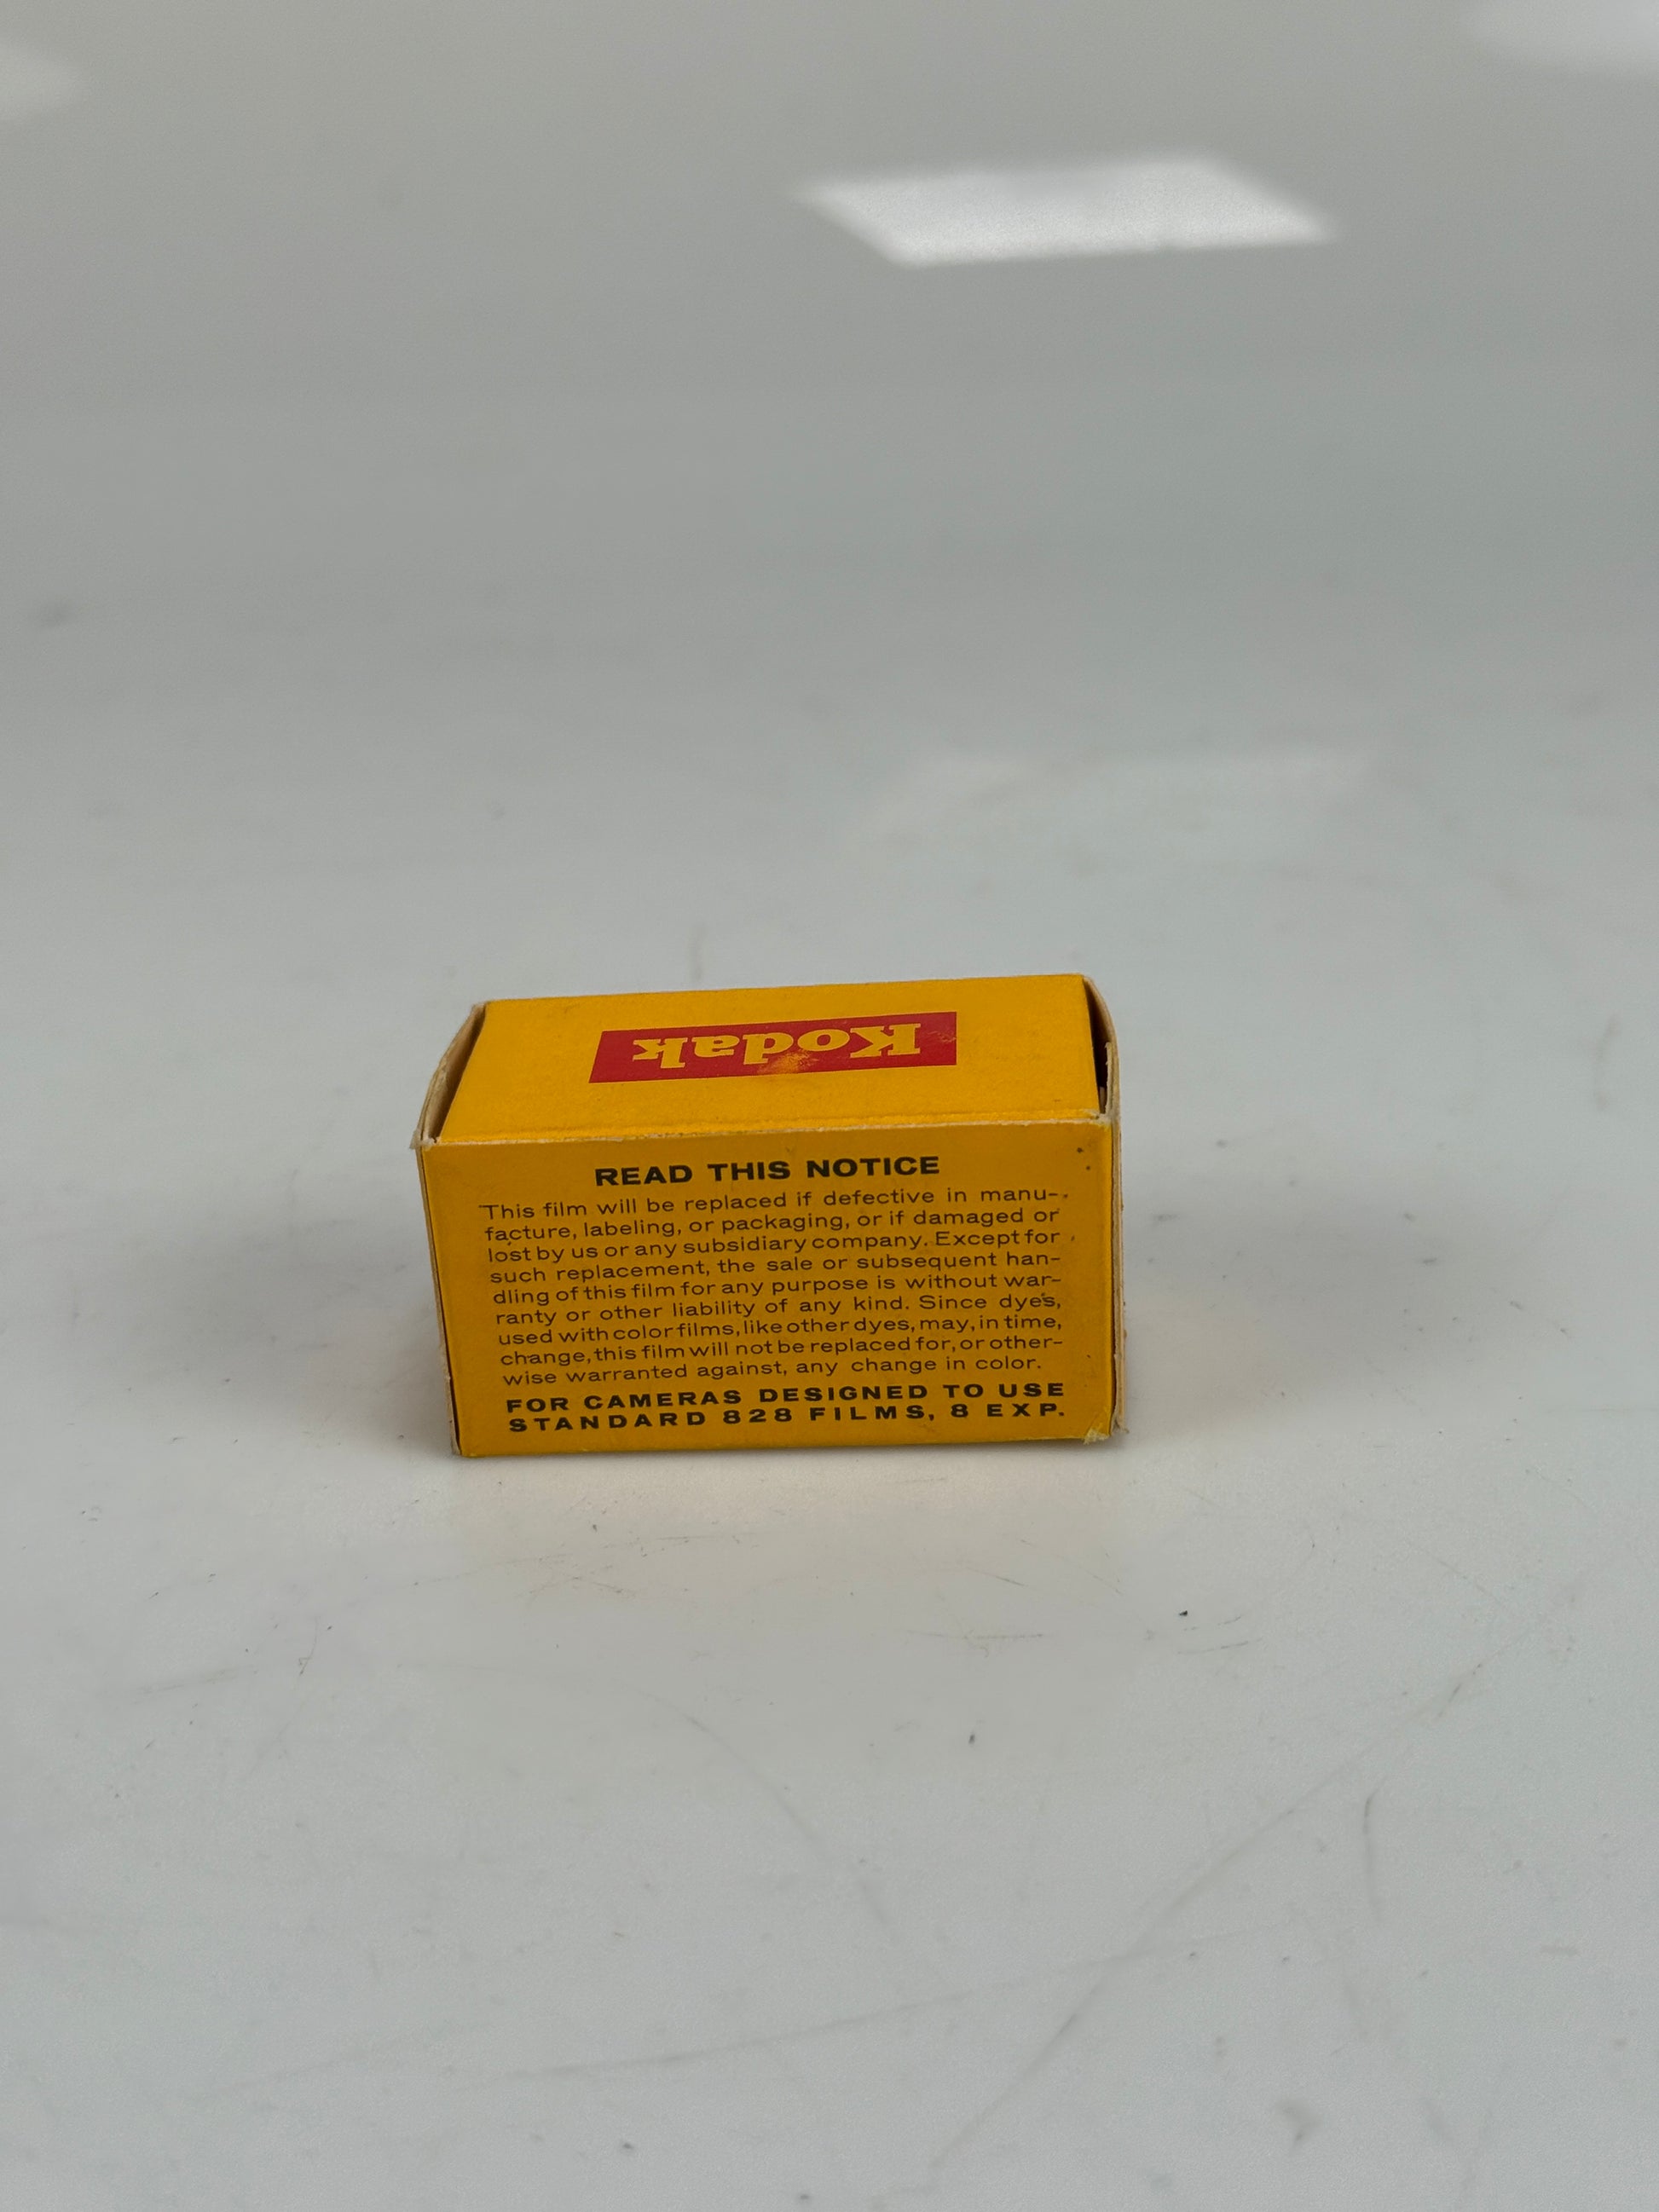 Kodak
READ THIS NOTICE
This film will be replaced if defective in manu-
facture, labeling, or packaging, or if damaged or
lost by us or any subsidiary company. Except for
such replacement, the sale or subsequent han-
dling of this film for any purpose is without war-
ranty or other liability of any kind. Since dyes,
used with color films, like other dyes, may, in time,
change, this film will not be replaced for, or other-
wise warranted against, any change in color.
FOR CAMERAS DESIGNED TO USE
STANDARD 828 FILMS, 8 EXP.